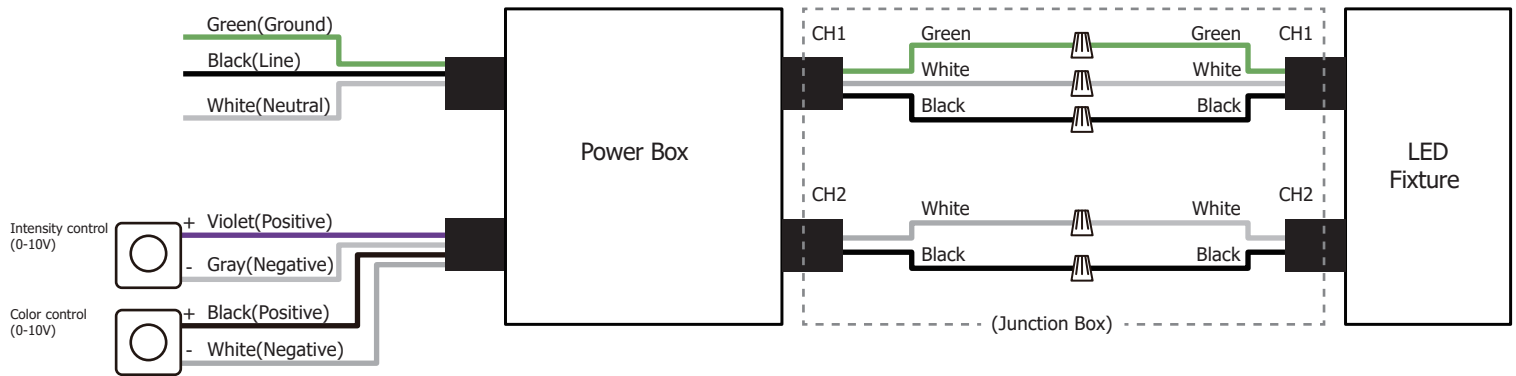 Green(Ground)
Black(Line)
White(Neutral)
Intensity control
(0-10V)
+ Violet(Positive)
- Gray(Negative)
Color control
(0-10V)
+ Black(Positive)
- White(Negative)
Power Box
CH1
Green
Green
CH1
White
White
Black
Black
CH2
White
White
CH2
Black
Black
(Junction Box)
LED
Fixture